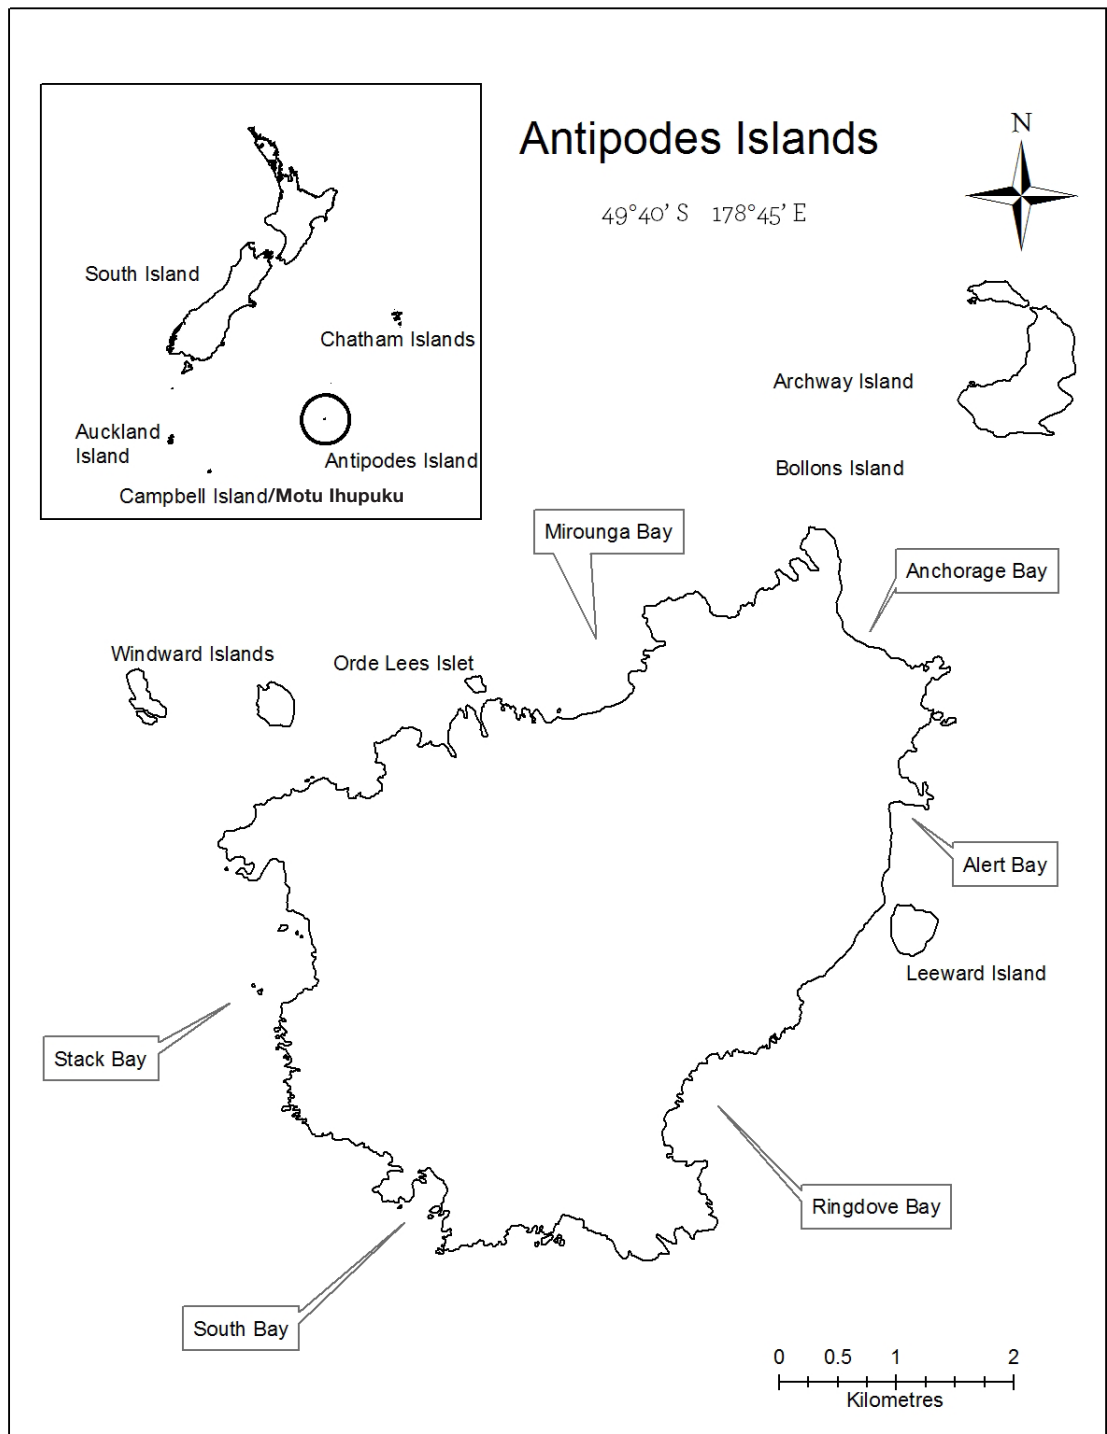 Antipodes Islands
49°40' S 178°45' E
N
South Island
Chatham Islands
Auckland
Island
Antipodes Island
Campbell Island/Motu Ihupuku
Archway Island
Bollons Island
Mirounga Bay
Anchorage Bay
Windward Islands
Orde Lees Islet
Alert Bay
Leeward Island
Stack Bay
Ringdove Bay
South Bay
0 0.5 1 2
Kilometres